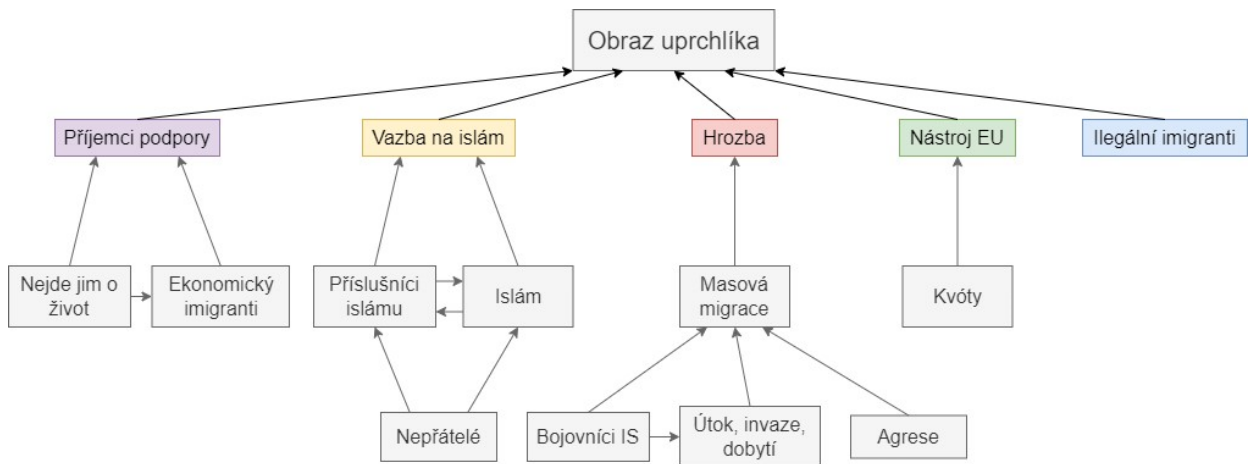 Obraz uprchlíka
Příjemci podpory
Vazba na islám
Hrozba
Nástroj EU
Ilegální imigranti
Nejde jim o
život
Ekonomický
imigranti
Příslušníci
islámu
Islám
Masová
migrace
Kvóty
Nepřátelé
Bojovníci IS
Útok, invaze,
dobytí
Agrese